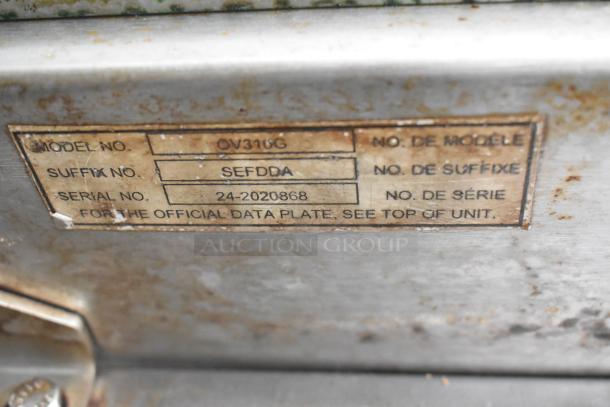 MODEL NO. OV310G NO. DE MODÈLE
SUFFIX NO. SEFDDA NO. DE SUFFIXE
SERIAL NO. 24-2020868 NO. DE SÉRIE
FOR THE OFFICIAL DATA PLATE, SEE TOP OF UNIT.
AUCTION GROUP